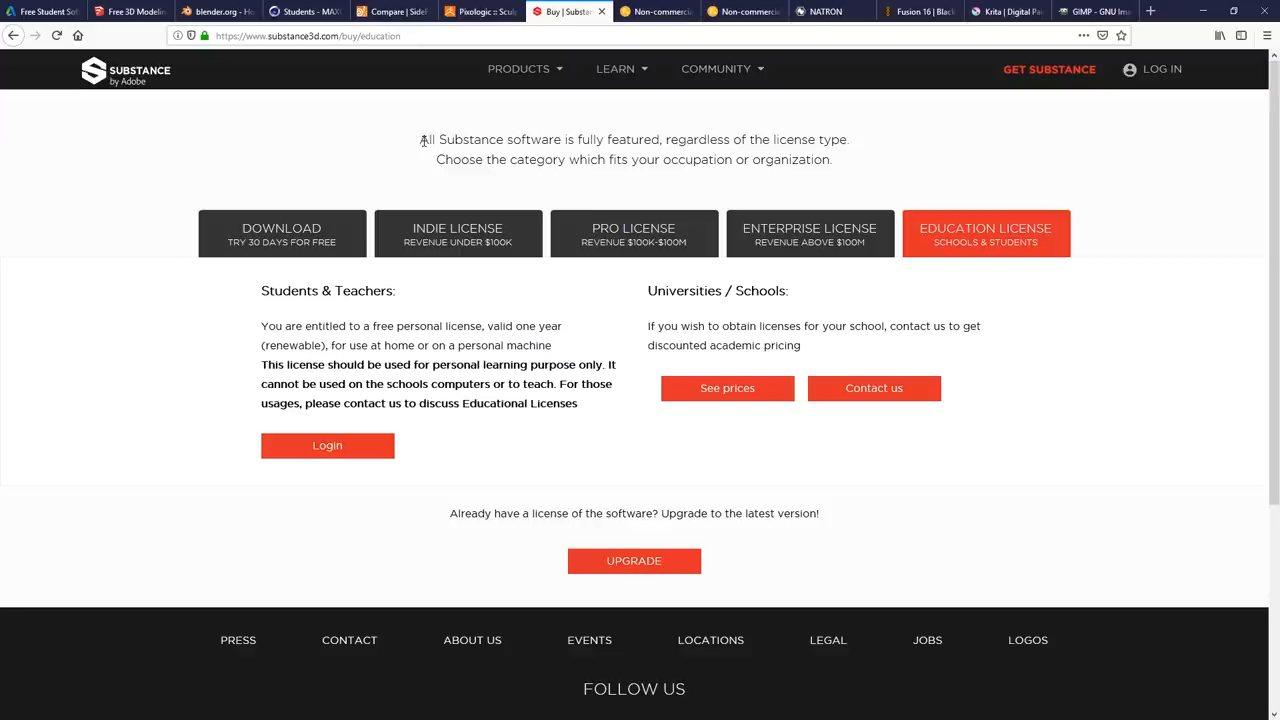 Free Student Sof
Free 3D Modelin
blender.org - Ho
Students - MAX
Compare | SideF
Pixologic :: Sculp
Buy | Substan
Non-commercia
Non-commercia
NATRON
Fusion 16 | Black
Krita | Digital Pa
GIMP - GNU Ima
https://www.substance3d.com/buy/education
SUBSTANCE
by Adobe
PRODUCTS
LEARN
COMMUNITY
GET SUBSTANCE
LOG IN
All Substance software is fully featured, regardless of the license type.
Choose the category which fits your occupation or organization.
DOWNLOAD
TRY 30 DAYS FOR FREE
INDIE LICENSE
REVENUE UNDER $100K
PRO LICENSE
REVENUE $100K-$100M
ENTERPRISE LICENSE
REVENUE ABOVE $100M
EDUCATION LICENSE
SCHOOLS & STUDENTS
Students & Teachers:
You are entitled to a free personal license, valid one year
(renewable), for use at home or on a personal machine
This license should be used for personal learning purpose only. It
cannot be used on the schools computers or to teach. For those
usages, please contact us to discuss Educational Licenses
Login
Universities / Schools:
If you wish to obtain licenses for your school, contact us to get
discounted academic pricing
See prices
Contact us
Already have a license of the software? Upgrade to the latest version!
UPGRADE
PRESS
CONTACT
ABOUT US
EVENTS
LOCATIONS
LEGAL
JOBS
LOGOS
FOLLOW US